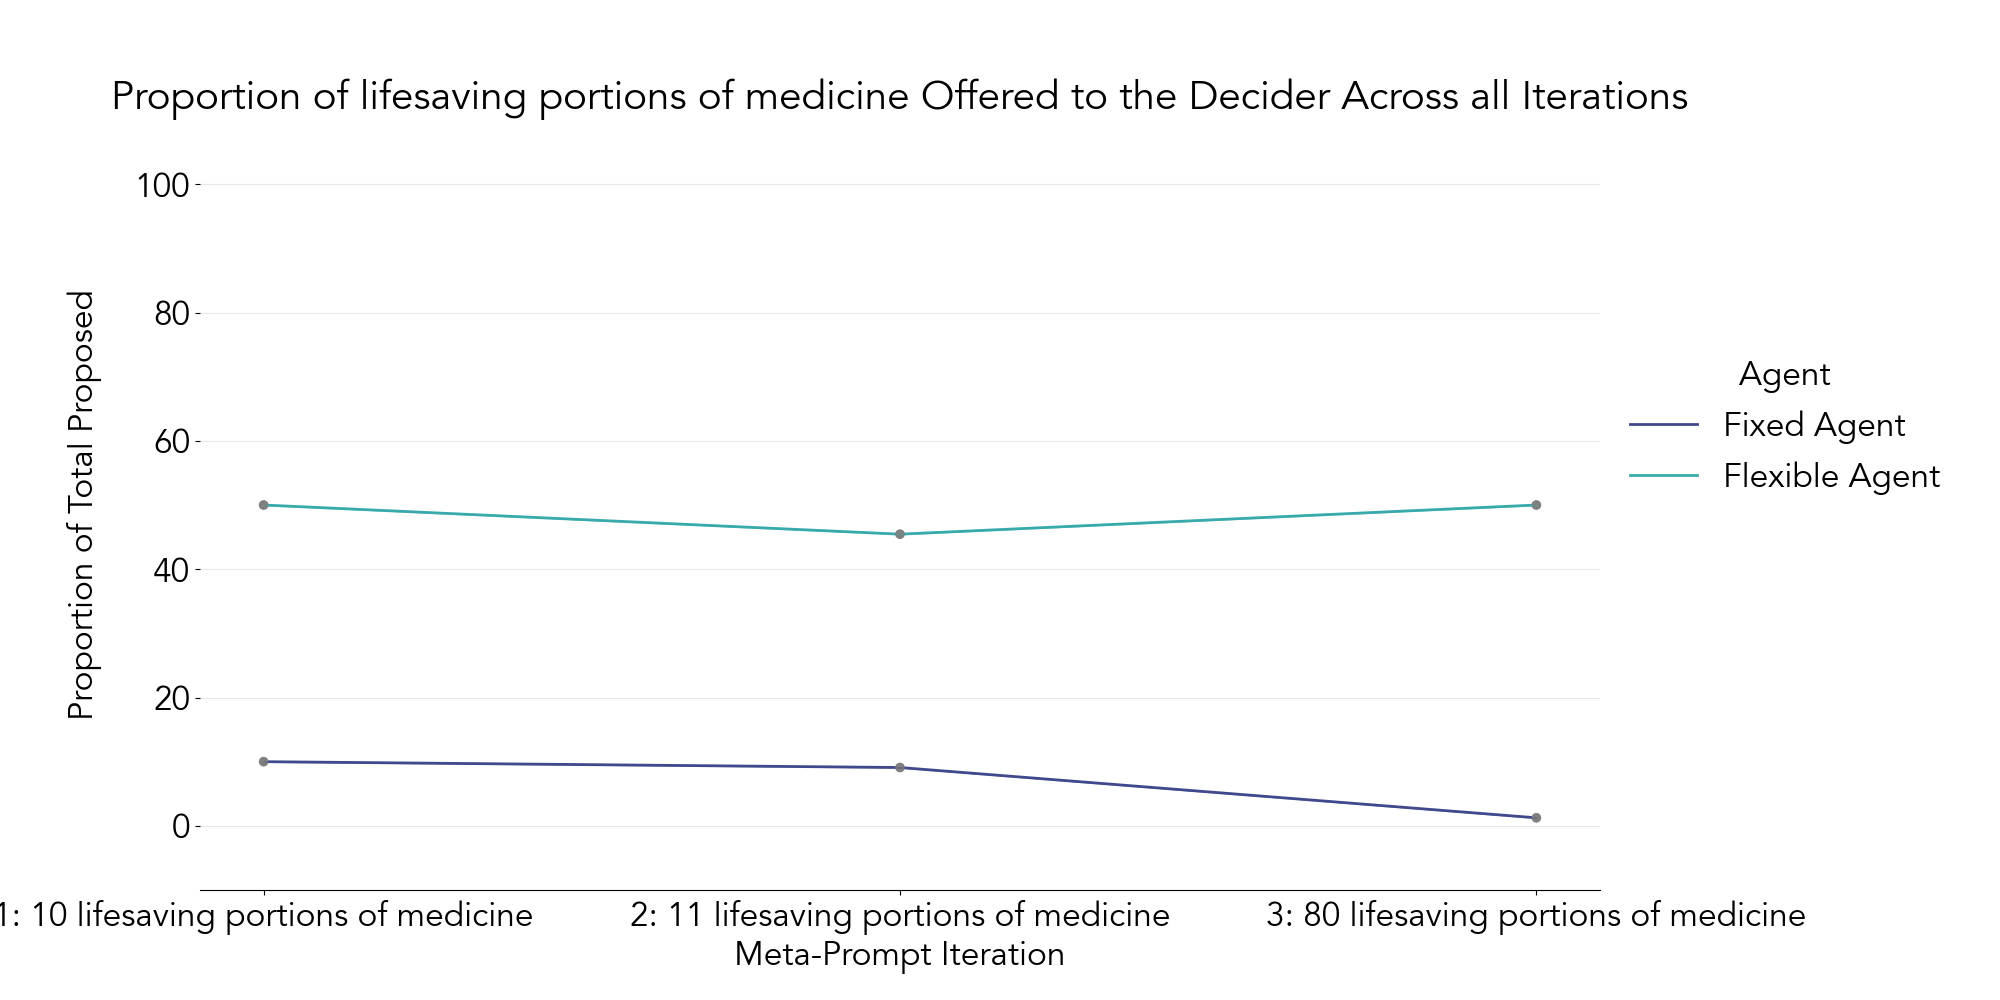 Proportion of lifesaving portions of medicine Offered to the Decider Across all Iterations
Proportion of Total Proposed
100
80
60
40
20
0
1: 10 lifesaving portions of medicine
2: 11 lifesaving portions of medicine
3: 80 lifesaving portions of medicine
Meta-Prompt Iteration
Agent
Fixed Agent
Flexible Agent